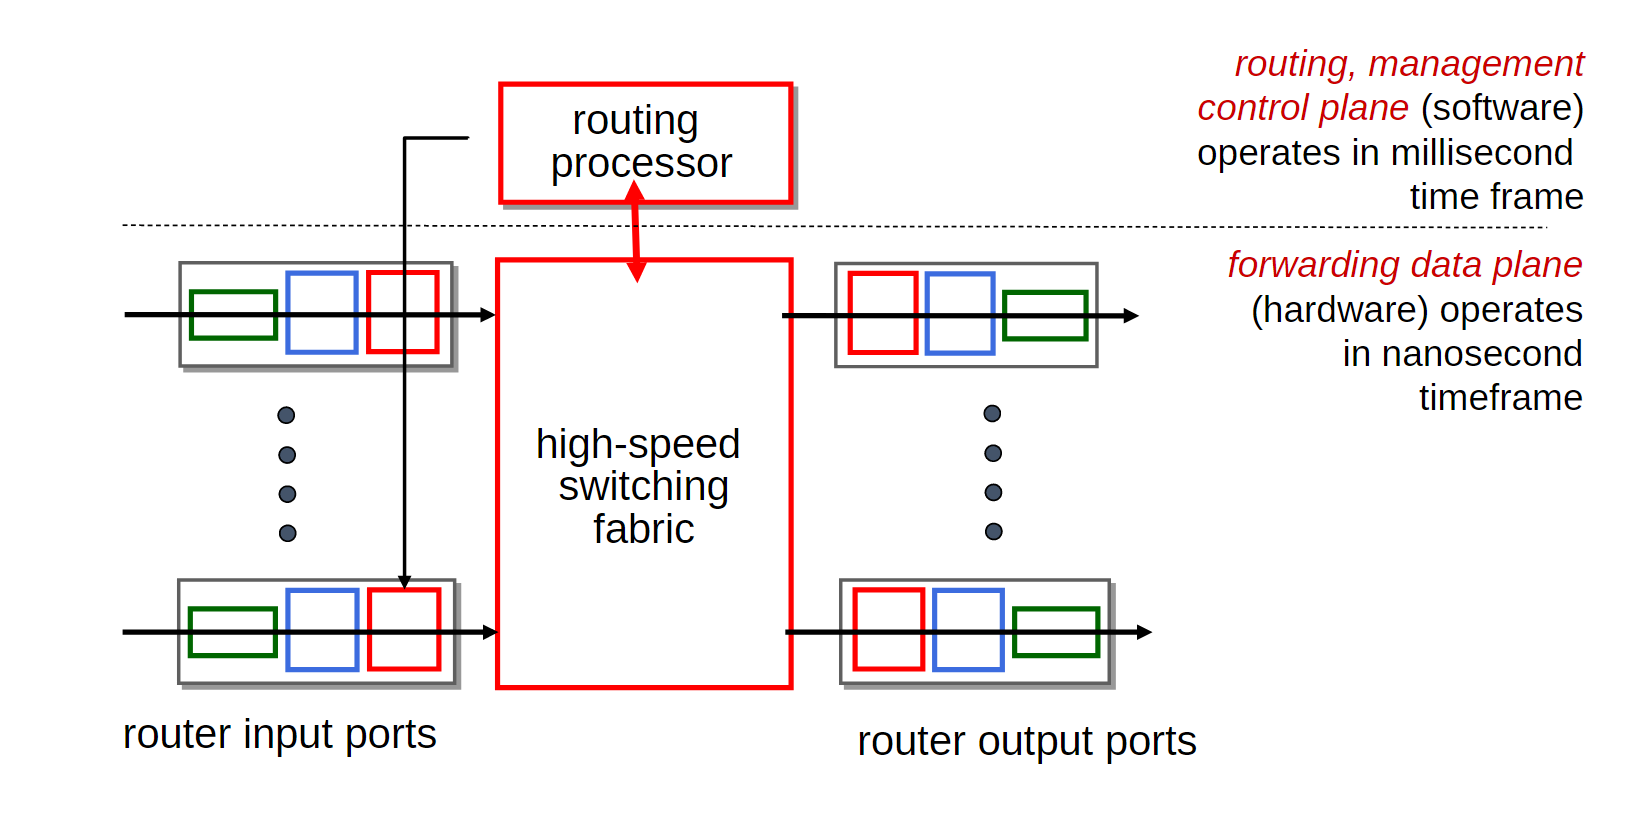 routing, management
control plane (software)
operates in millisecond
time frame
routing
processor
forwarding data plane
(hardware) operates
in nanosecond
timeframe
high-speed
switching
fabric
router input ports
router output ports